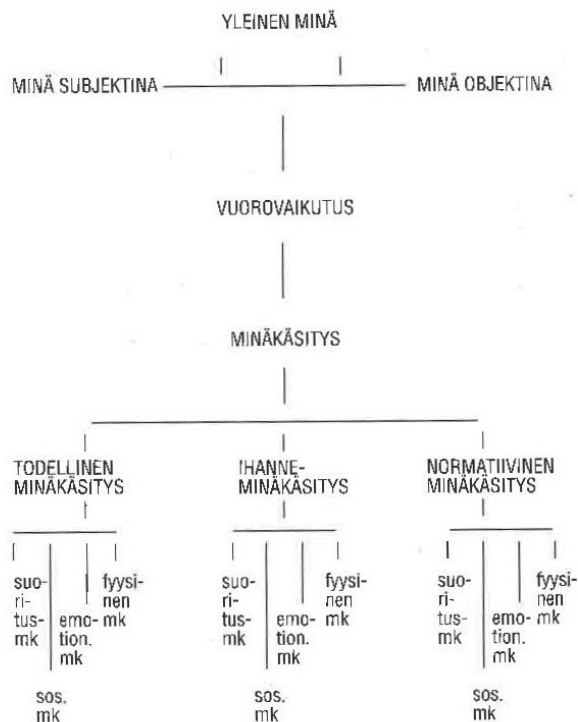 YLEINEN MINÄ
MINÄ SUBJEKTINA
MINÄ OBJEKTINA
VUOROVAIKUTUS
MINÄKÄSITYS
TODELLINEN
MINÄKÄSITYS
IHANNE-
MINÄKÄSITYS
NORMATIIVINEN
MINÄKÄSITYS
suo-
ri-
tus-
mk
sos.
mk
emo-
tion.
mk
fyysi-
nen
mk
suo-
ri-
tus-
mk
sos.
mk
emo-
tion.
mk
fyysi-
nen
mk
suo-
ri-
tus-
mk
sos.
mk
emo-
tion.
mk
fyysi-
nen
mk